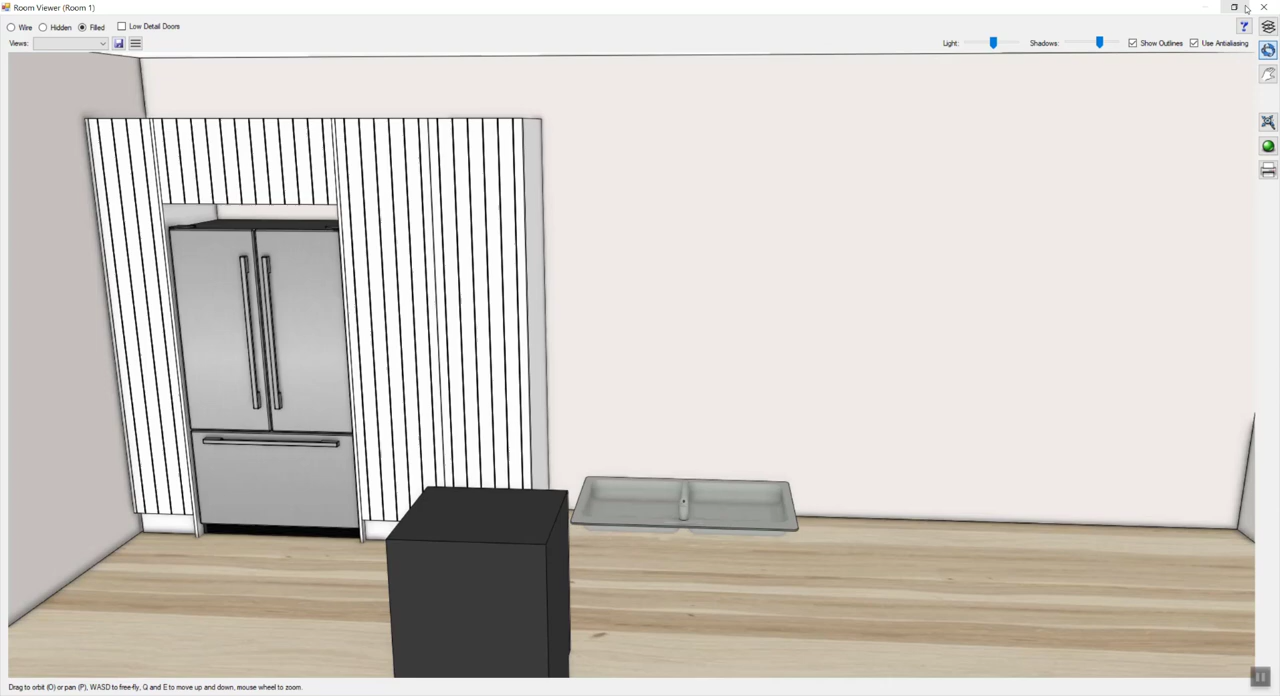 Room Viewer (Room 1)
Wire Hidden Filled Low Detail Doors
?
Views: Light: Shadows: Show Outlines Use Antialiasing
Drag to orbit (O) or pan (P), WASD to free-fly, Q and E to move up and down, mouse wheel to zoom.